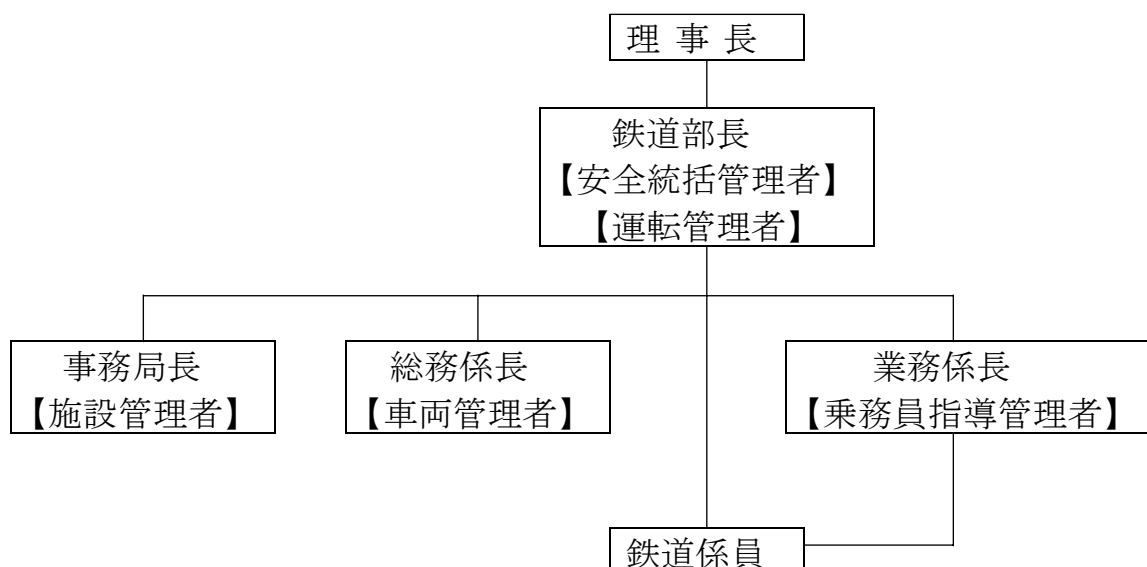 理 事 長
鉄道部長
【安全統括管理者】
【運転管理者】
事務局長
【施設管理者】
総務係長
【車両管理者】
業務係長
【乗務員指導管理者】
鉄道係員